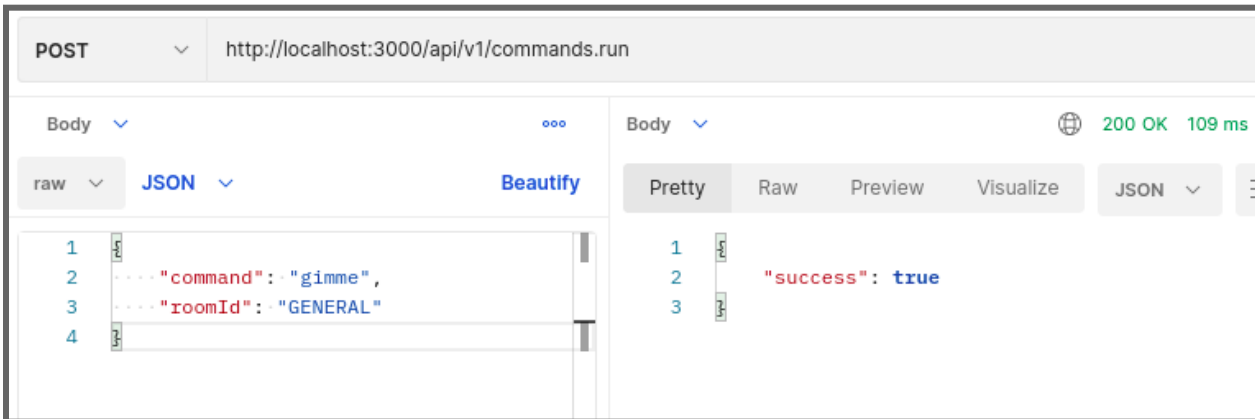 POST http://localhost:3000/api/v1/commands.run
Body
raw JSON Beautify
1 {
2 "command": "gimme",
3 "roomId": "GENERAL"
4 }
Body 200 OK 109 ms
Pretty Raw Preview Visualize JSON
1 {
2 "success": true
3 }